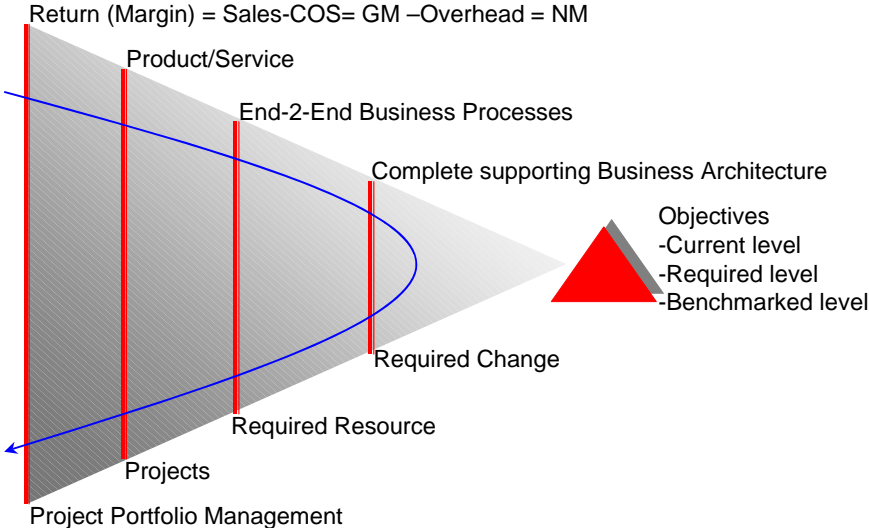 Return (Margin) = Sales-COS= GM –Overhead = NM
Product/Service
End-2-End Business Processes
Complete supporting Business Architecture
Objectives
-Current level
-Required level
-Benchmarked level
Required Change
Required Resource
Projects
Project Portfolio Management